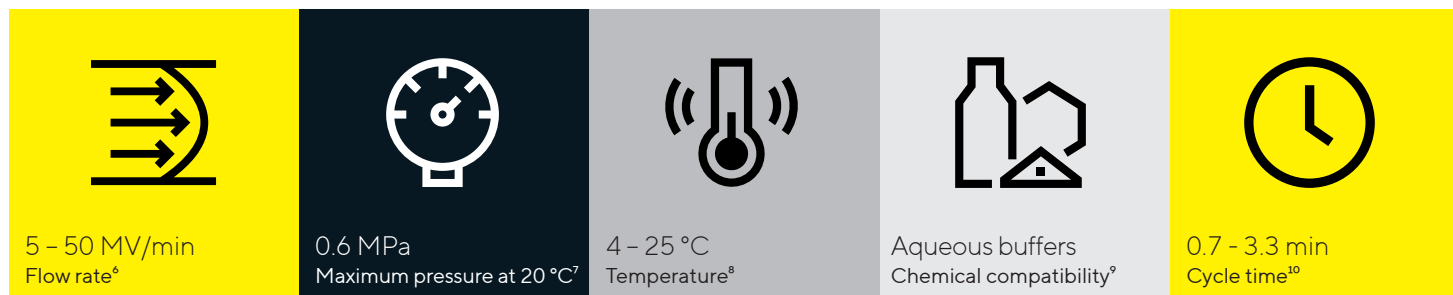 5 – 50 MV/min
Flow rate⁶
0.6 MPa
Maximum pressure at 20 °C⁷
4 – 25 °C
Temperature⁸
Aqueous buffers
Chemical compatibility⁹
0.7 - 3.3 min
Cycle time¹⁰